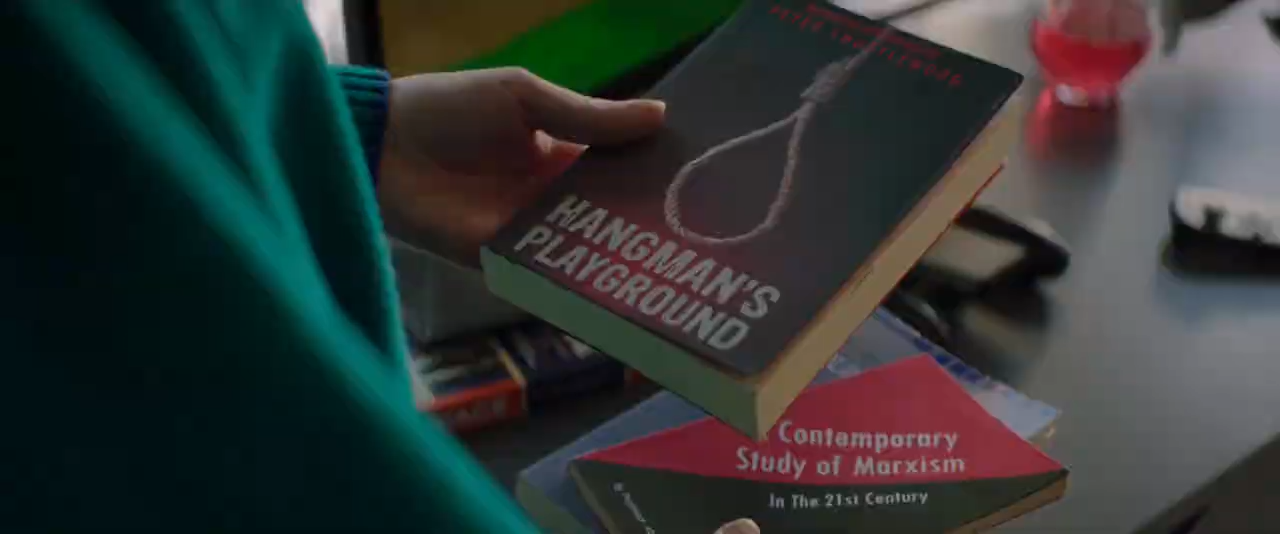 HANGMAN'S
PLAYGROUND
Contemporary
Study of Marxism
In The 21st Century